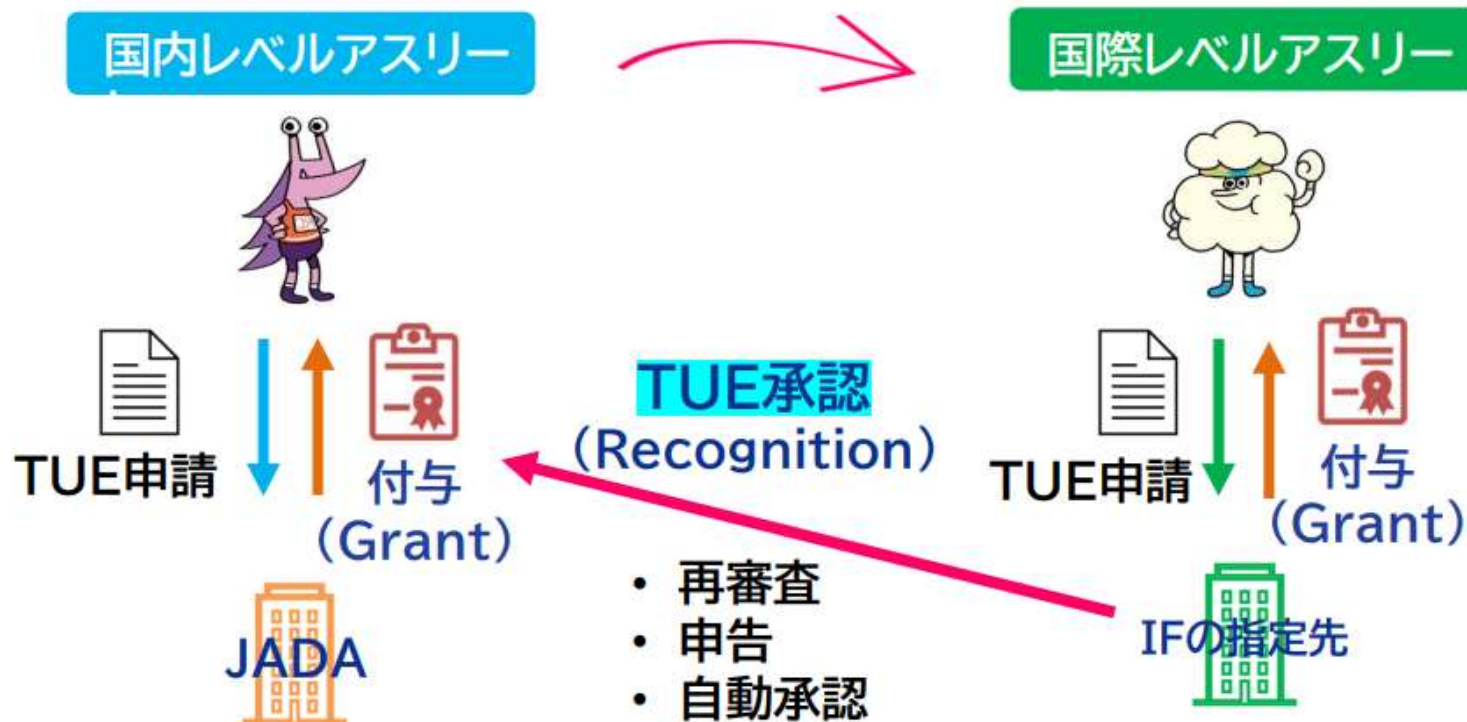 国内レベルアスリー
国際レベルアスリー
TUE申請
付与
(Grant)
JADA
TUE承認
(Recognition)
・ 再審査
・ 申告
・ 自動承認
TUE申請
付与
(Grant)
IFの指定先